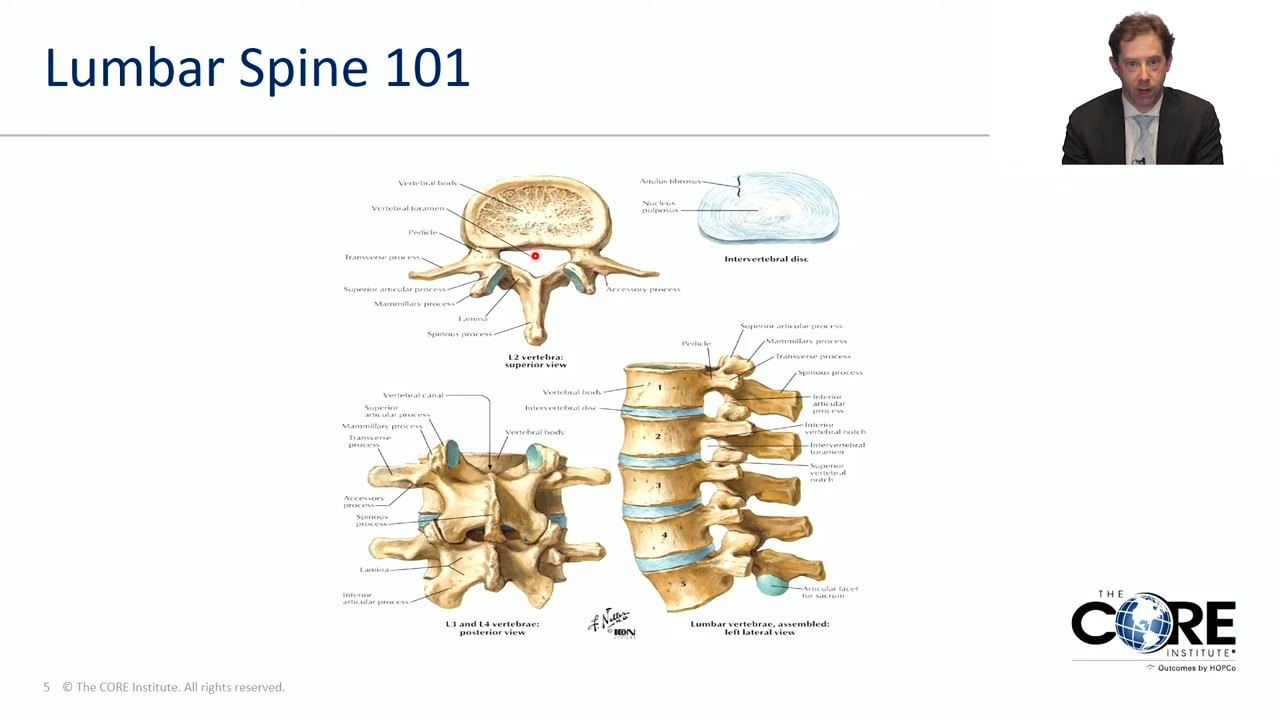 Lumbar Spine 101
Vertebral body
Vertebral foramen
Pedicle
Transverse process
Superior articular process
Mammillary process
Lamina
Spinous process
Accessory process
L2 vertebra:
superior view
Anulus fibrosus
Nucleus
pulposus
Intervertebral disc
Vertebral canal
Superior
articular process
Mammillary process
Transverse
process
Vertebral body
Accessory
process
Spinous
process
Lamina
Inferior
articular process
L3 and L4 vertebrae:
posterior view
Superior articular process
Pedicle
Mammillary process
Transverse process
Spinous process
Vertebral body
Intervertebral disc
Inferior
articular
process
Inferior
vertebral notch
Intervertebral
foramen
Superior
vertebral
notch
1
2
3
4
5
Articular facet
for sacrum
Lumbar vertebrae, assembled:
left lateral view
THE
CORE
INSTITUTE
Outcomes by HOPCo
5 © The CORE Institute. All rights reserved.